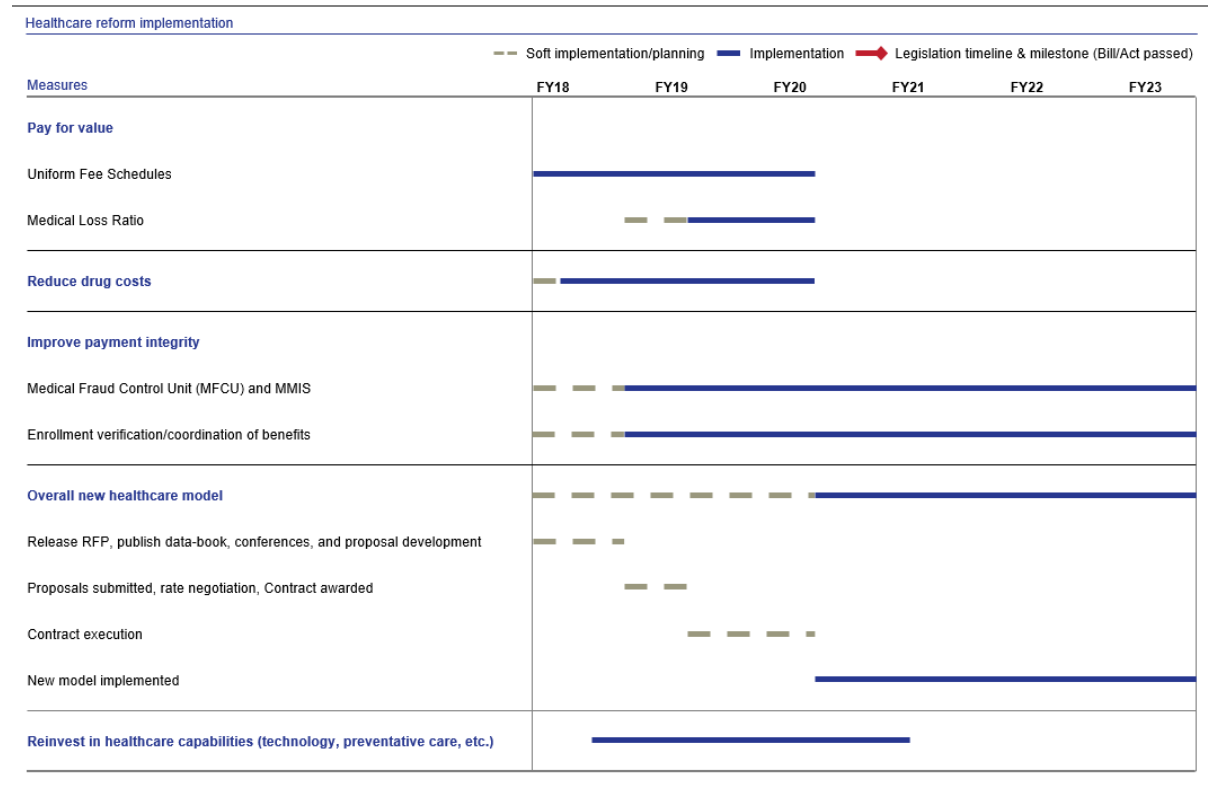 Healthcare reform implementation
Soft implementation/planning Implementation Legislation timeline & milestone (Bill/Act passed)
Measures FY18 FY19 FY20 FY21 FY22 FY23
Pay for value
Uniform Fee Schedules
Medical Loss Ratio
Reduce drug costs
Improve payment integrity
Medical Fraud Control Unit (MFCU) and MMIS
Enrollment verification/coordination of benefits
Overall new healthcare model
Release RFP, publish data-book, conferences, and proposal development
Proposals submitted, rate negotiation, Contract awarded
Contract execution
New model implemented
Reinvest in healthcare capabilities (technology, preventative care, etc.)